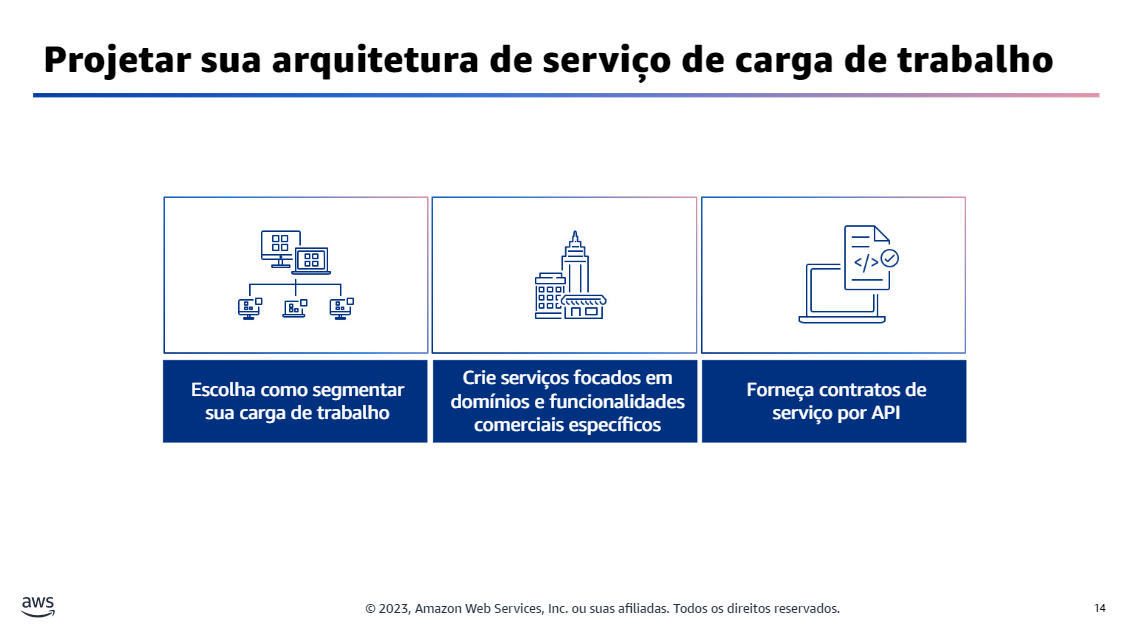 Projetar sua arquitetura de serviço de carga de trabalho
</>
Escolha como segmentar
sua carga de trabalho
Crie serviços focados em
domínios e funcionalidades
comerciais específicos
Forneça contratos de
serviço por API
aws
© 2023, Amazon Web Services, Inc. ou suas afiliadas. Todos os direitos reservados.
14